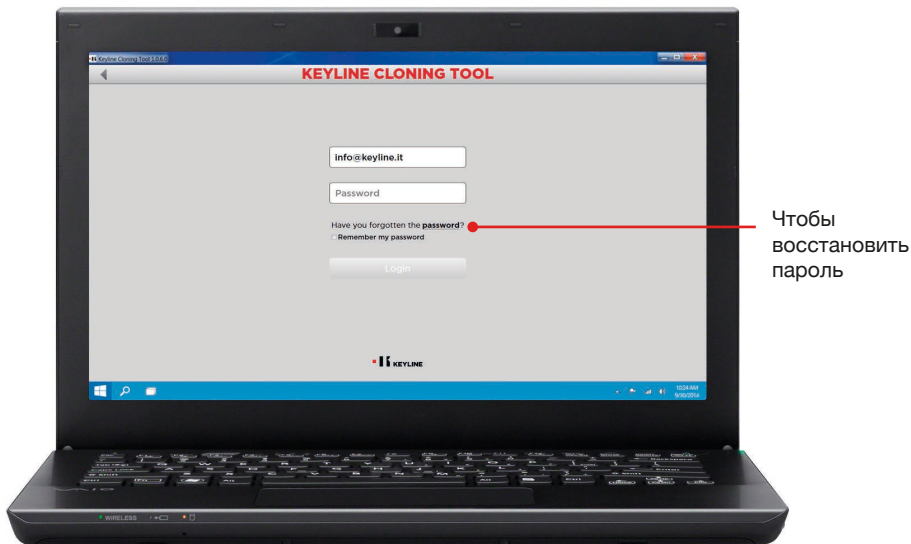 Keyline Cloning Tool 1.0.6.0
KEYLINE CLONING TOOL
info@keyline.it
Password
Have you forgotten the password?
Remember my password
Login
KEYLINE
10:24 AM
9/30/2014
Чтобы
восстановить
пароль
WIRELESS